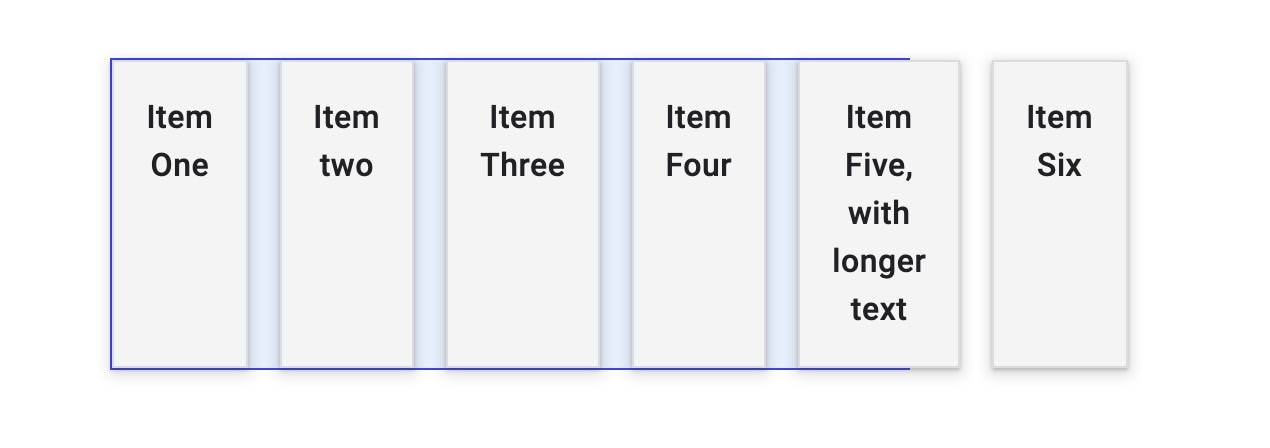 Item
One
Item
two
Item
Three
Item
Four
Item
Five,
with
longer
text
Item
Six